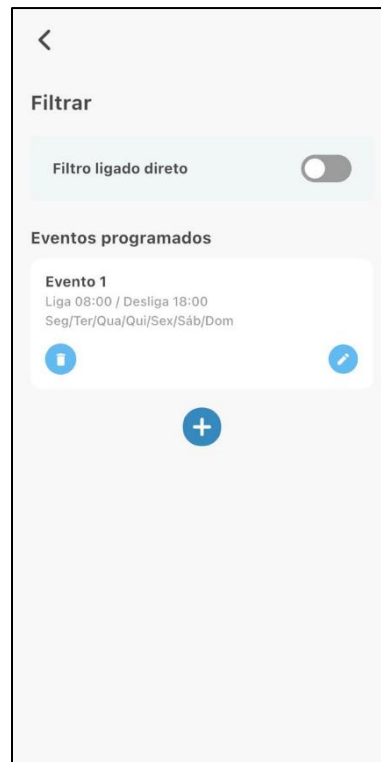 Filtrar
Filtro ligado direto
Eventos programados
Evento 1
Liga 08:00 / Desliga 18:00
Seg/Ter/Qua/Qui/Sex/Sáb/Dom